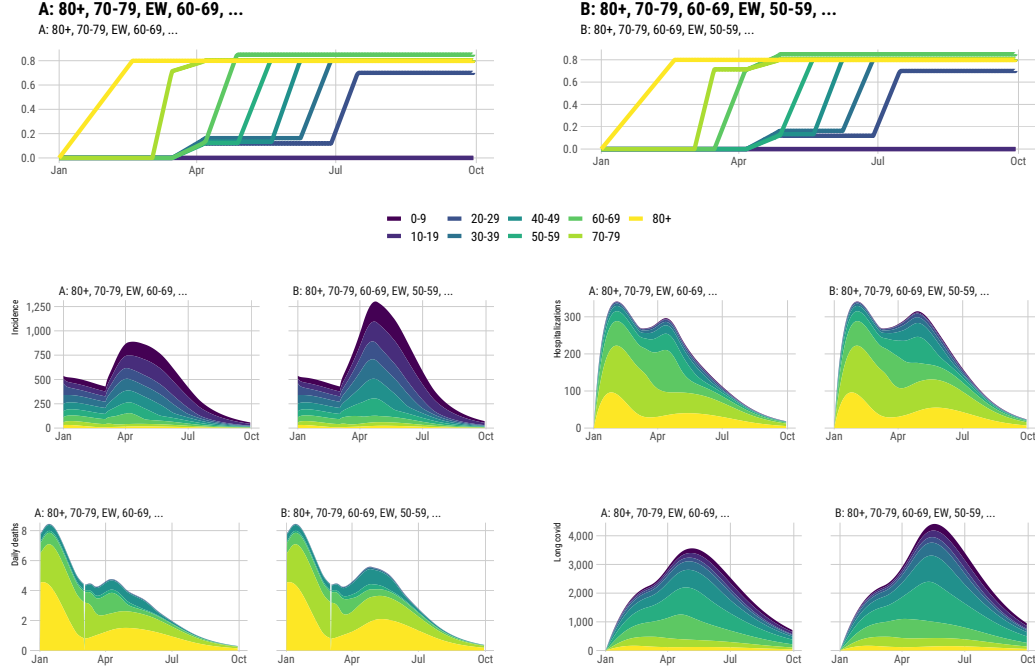 A: 80+, 70-79, EW, 60-69, ...
A: 80+, 70-79, EW, 60-69, ...
0.8
0.6
0.4
0.2
0.0
Jan Apr Jul Oct
B: 80+, 70-79, 60-69, EW, 50-59, ...
B: 80+, 70-79, 60-69, EW, 50-59, ...
0.8
0.6
0.4
0.2
0.0
Jan Apr Jul Oct
0-9 20-29 40-49 60-69 80+
10-19 30-39 50-59 70-79
A: 80+, 70-79, EW, 60-69, ...
Incidence
1,250
1,000
750
500
250
0
Jan Apr Jul Oct
B: 80+, 70-79, 60-69, EW, 50-59, ...
Jan Apr Jul Oct
A: 80+, 70-79, EW, 60-69, ...
Hospitalizations
300
200
100
0
Jan Apr Jul Oct
B: 80+, 70-79, 60-69, EW, 50-59, ...
Jan Apr Jul Oct
A: 80+, 70-79, EW, 60-69, ...
Daily deaths
8
6
4
2
0
Jan Apr Jul Oct
B: 80+, 70-79, 60-69, EW, 50-59, ...
Jan Apr Jul Oct
A: 80+, 70-79, EW, 60-69, ...
Long covid
4,000
3,000
2,000
1,000
0
Jan Apr Jul Oct
B: 80+, 70-79, 60-69, EW, 50-59, ...
Jan Apr Jul Oct